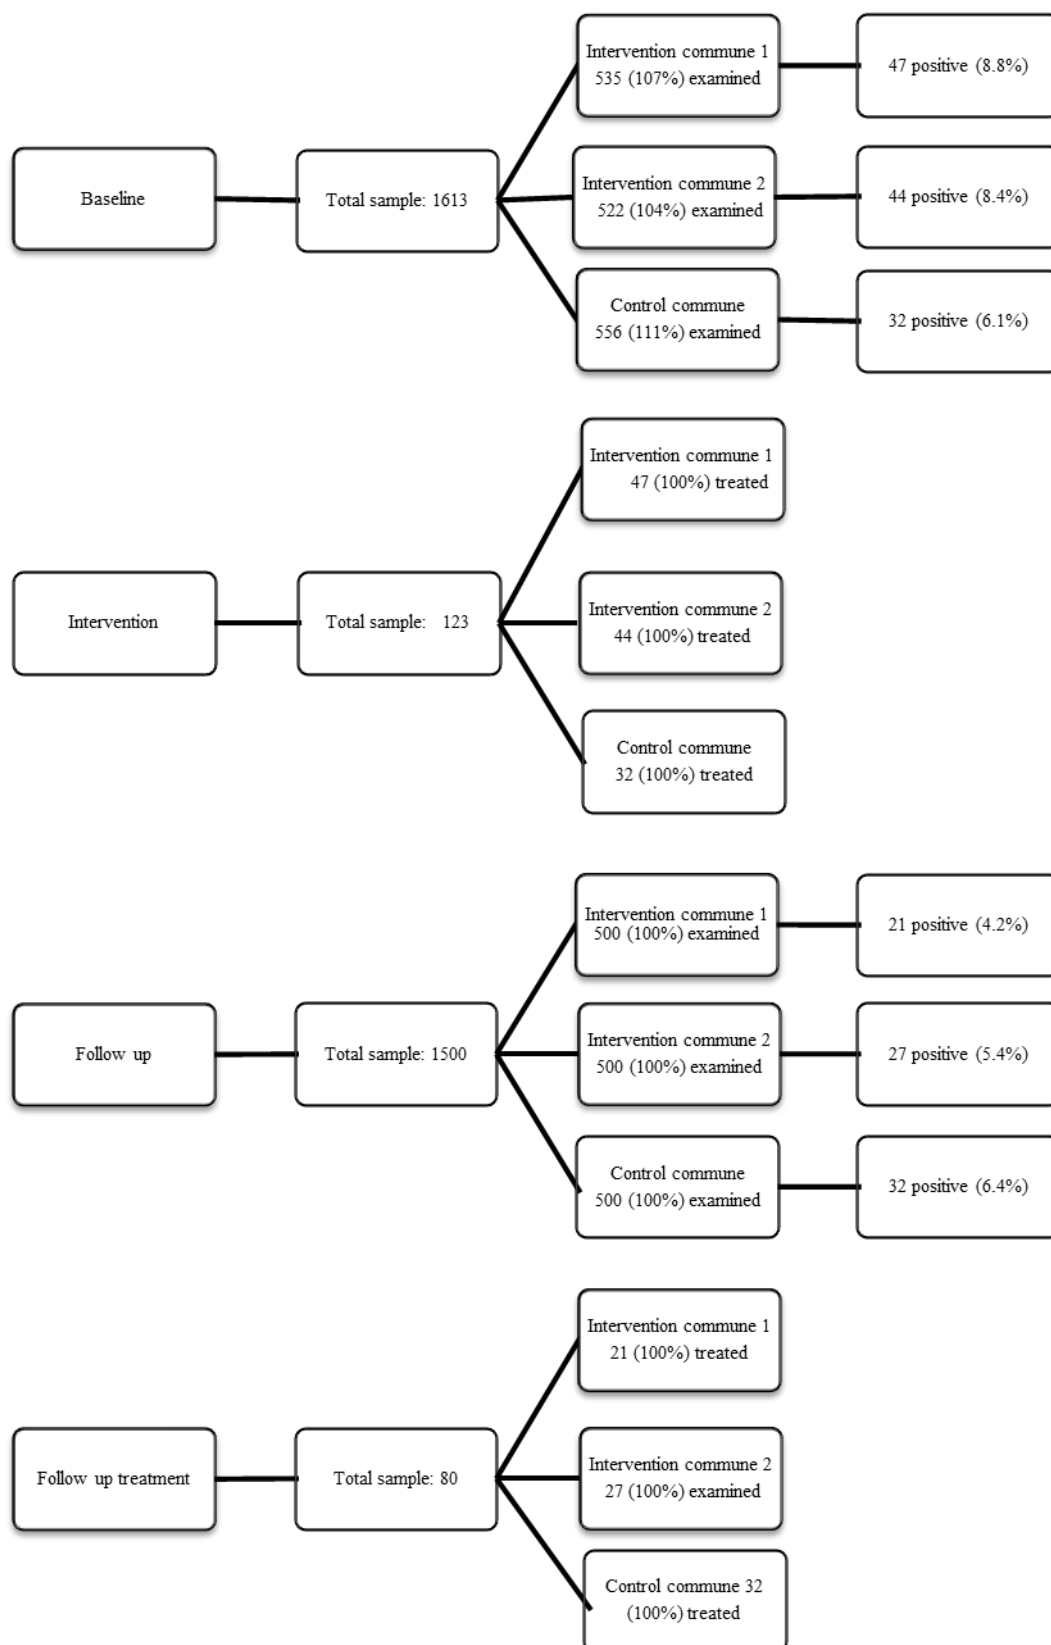 Baseline
Total sample: 1613
Intervention commune 1
535 (107%) examined
47 positive (8.8%)
Intervention commune 2
522 (104%) examined
44 positive (8.4%)
Control commune
556 (111%) examined
32 positive (6.1%)
Intervention
Total sample: 123
Intervention commune 1
47 (100%) treated
Intervention commune 2
44 (100%) treated
Control commune
32 (100%) treated
Follow up
Total sample: 1500
Intervention commune 1
500 (100%) examined
21 positive (4.2%)
Intervention commune 2
500 (100%) examined
27 positive (5.4%)
Control commune
500 (100%) examined
32 positive (6.4%)
Follow up treatment
Total sample: 80
Intervention commune 1
21 (100%) treated
Intervention commune 2
27 (100%) examined
Control commune 32
(100%) treated